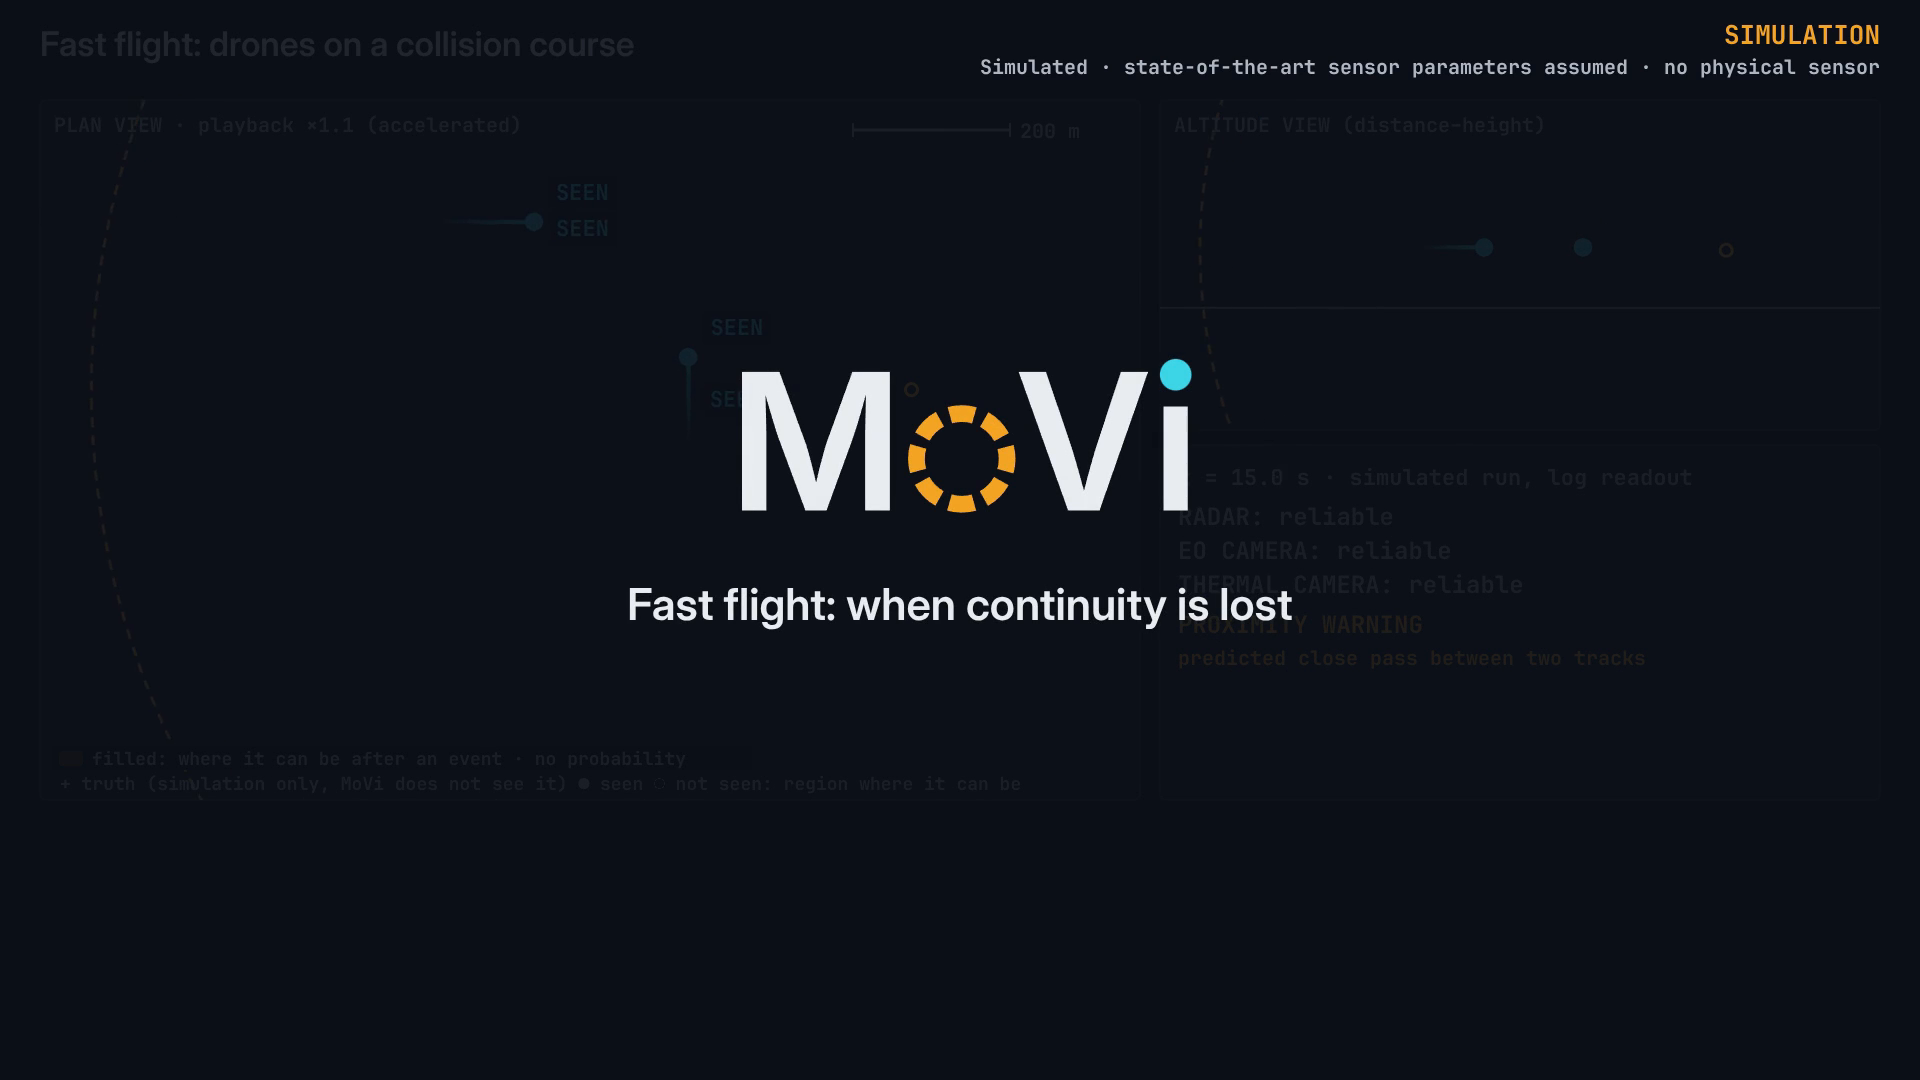 Fast flight: drones on a collision course
SIMULATION
Simulated · state-of-the-art sensor parameters assumed · no physical sensor
PLAN VIEW · playback ×1.1 (accelerated)
200 m
ALTITUDE VIEW (distance-height)
SEEN
SEEN
SEEN
MoVi
= 15.0 s · simulated run, log readout
RADAR: reliable
EO CAMERA: reliable
THERMAL CAMERA: reliable
Fast flight: when continuity is lost
PROXIMITY WARNING
predicted close pass between two tracks
filled: where it can be after an event · no probability
+ truth (simulation only, MoVi does not see it) ● seen ○ not seen: region where it can be